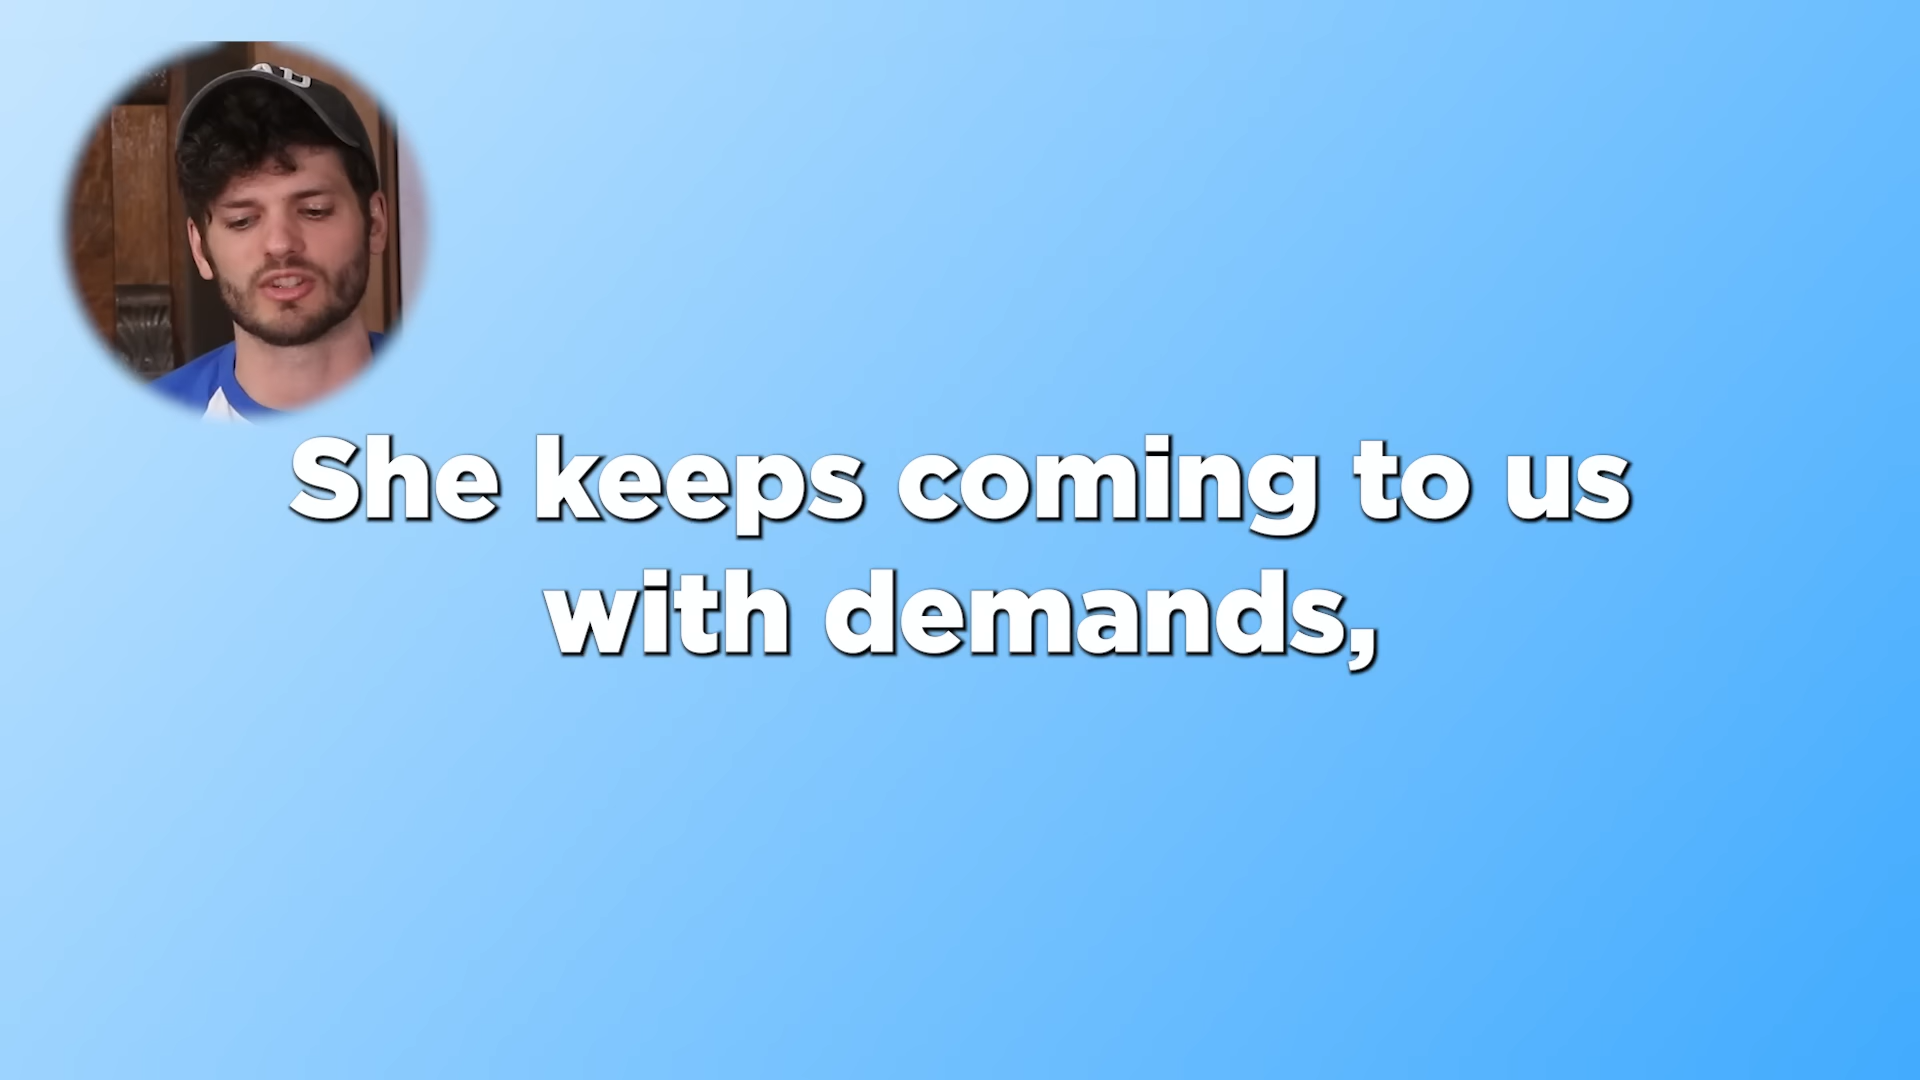 She keeps coming to us
with demands,